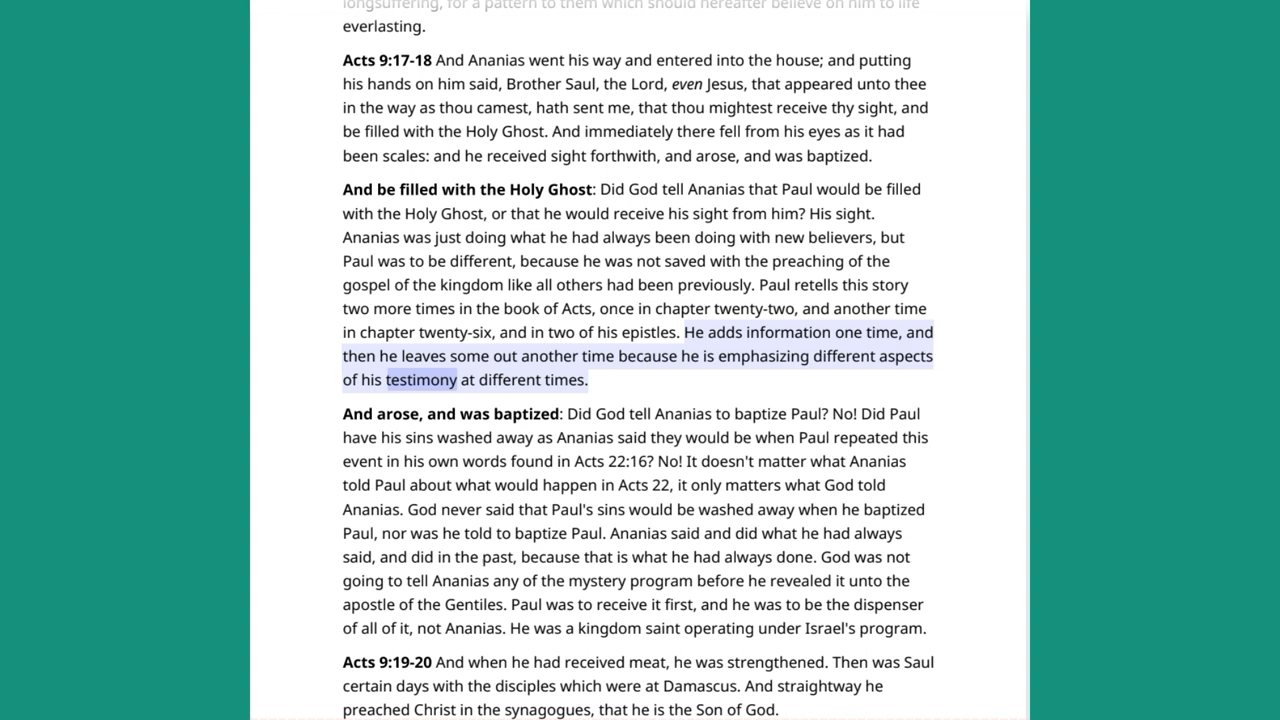 longsuffering, for a pattern to them which should hereafter believe on him to life
everlasting.
Acts 9:17-18 And Ananias went his way and entered into the house; and putting
his hands on him said, Brother Saul, the Lord, even Jesus, that appeared unto thee
in the way as thou camest, hath sent me, that thou mightest receive thy sight, and
be filled with the Holy Ghost. And immediately there fell from his eyes as it had
been scales: and he received sight forthwith, and arose, and was baptized.
And be filled with the Holy Ghost: Did God tell Ananias that Paul would be filled
with the Holy Ghost, or that he would receive his sight from him? His sight.
Ananias was just doing what he had always been doing with new believers, but
Paul was to be different, because he was not saved with the preaching of the
gospel of the kingdom like all others had been previously. Paul retells this story
two more times in the book of Acts, once in chapter twenty-two, and another time
in chapter twenty-six, and in two of his epistles. He adds information one time, and
then he leaves some out another time because he is emphasizing different aspects
of his testimony at different times.
And arose, and was baptized: Did God tell Ananias to baptize Paul? No! Did Paul
have his sins washed away as Ananias said they would be when Paul repeated this
event in his own words found in Acts 22:16? No! It doesn't matter what Ananias
told Paul about what would happen in Acts 22, it only matters what God told
Ananias. God never said that Paul's sins would be washed away when he baptized
Paul, nor was he told to baptize Paul. Ananias said and did what he had always
said, and did in the past, because that is what he had always done. God was not
going to tell Ananias any of the mystery program before he revealed it unto the
apostle of the Gentiles. Paul was to receive it first, and he was to be the dispenser
of all of it, not Ananias. He was a kingdom saint operating under Israel's program.
Acts 9:19-20 And when he had received meat, he was strengthened. Then was Saul
certain days with the disciples which were at Damascus. And straightway he
preached Christ in the synagogues, that he is the Son of God.